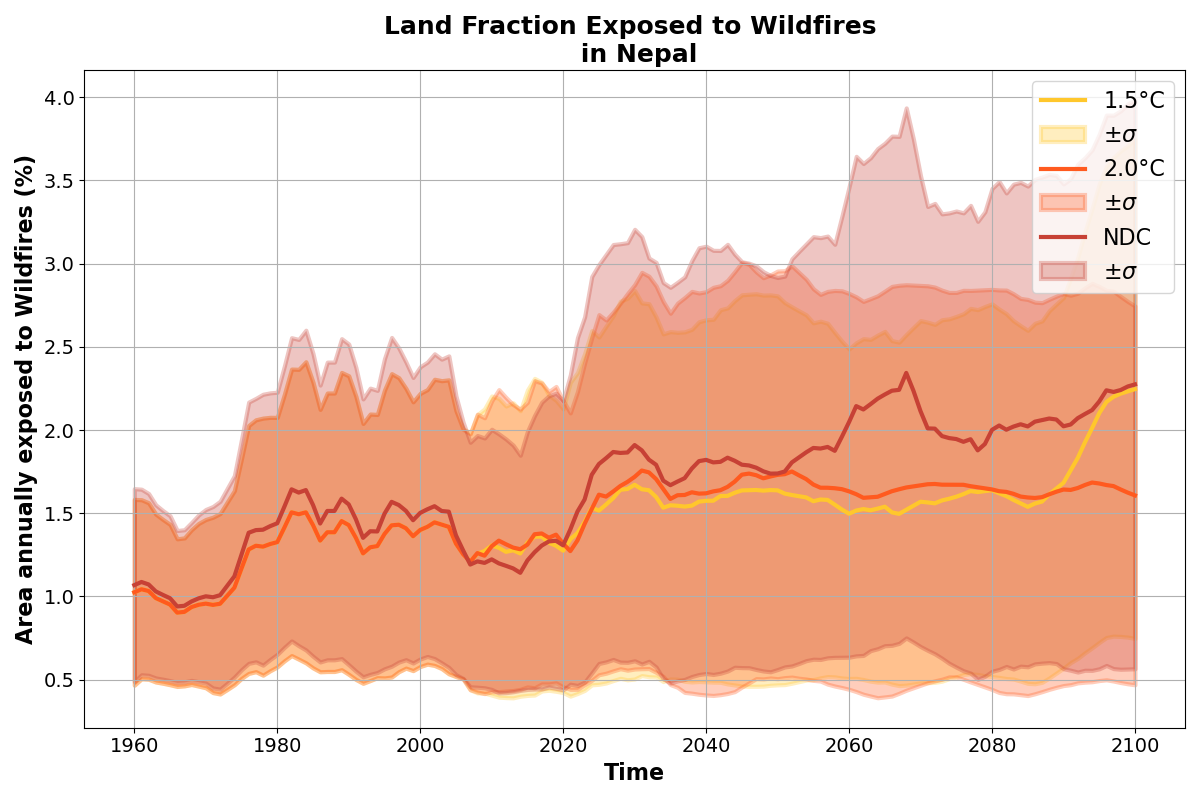 Land Fraction Exposed to Wildfires
in Nepal
Area annually exposed to Wildfires (%)
4.0
3.5
3.0
2.5
2.0
1.5
1.0
0.5
1.5°C
±σ
2.0°C
±σ
NDC
±σ
1960 1980 2000 2020 2040 2060 2080 2100
Time